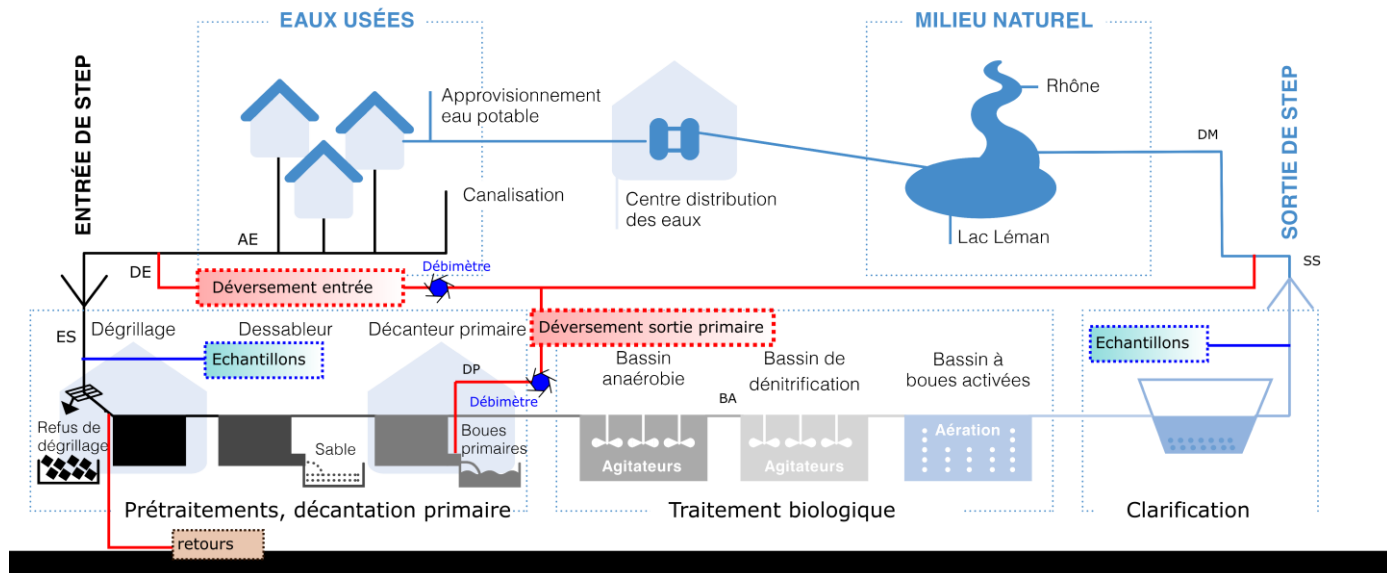 EAUX USÉES
MILIEU NATUREL
ENTRÉE DE STEP
SORTIE DE STEP
Approvisionnement
eau potable
Rhône
DM
Canalisation
Centre distribution
des eaux
Lac Léman
AE
DE
SS
Débimètre
Déversement entrée
ES
Dégrillage
Dessableur
Décanteur primaire
Déversement sortie primaire
Echantillons
Echantillons
DP
Débimètre
Bassin
anaérobie
Bassin de
dénitrification
Bassin à
boues activées
BA
Refus de
dégrillage
Sable
Boues
primaires
Agitateurs
Agitateurs
Aération
Prétraitements, décantation primaire
Traitement biologique
Clarification
retours